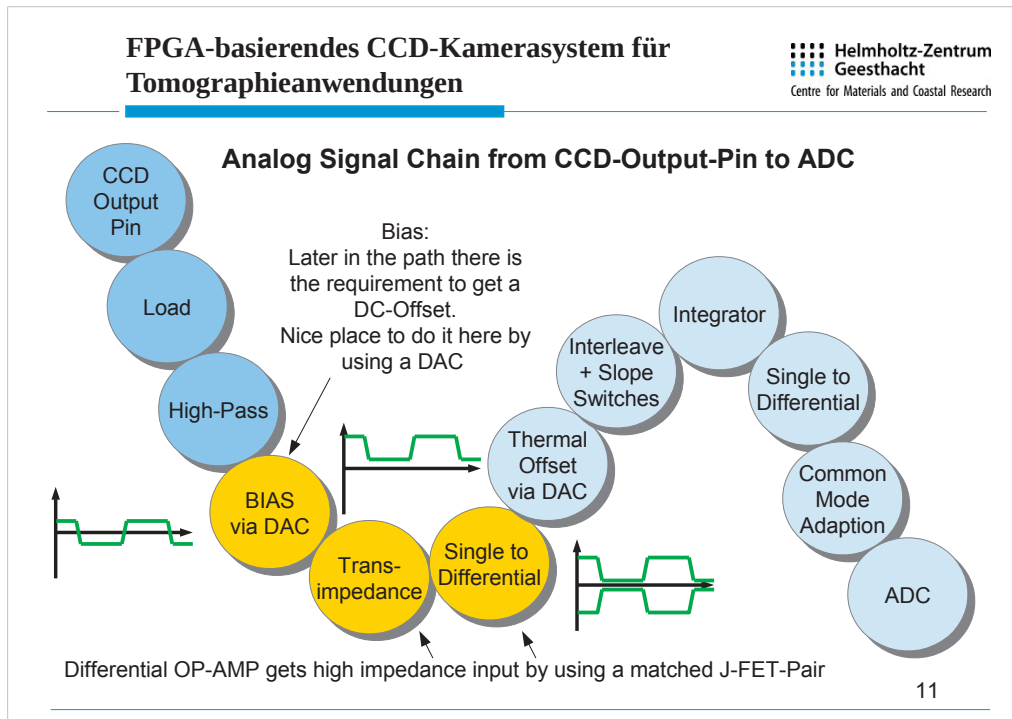 FPGA-basierendes CCD-Kamerasystem für
Tomographieanwendungen
Helmholtz-Zentrum
Geesthacht
Centre for Materials and Coastal Research
Analog Signal Chain from CCD-Output-Pin to ADC
CCD
Output
Pin
Load
High-Pass
Bias:
Later in the path there is
the requirement to get a
DC-Offset.
Nice place to do it here by
using a DAC
BIAS
via DAC
Trans-
impedance
Single to
Differential
Thermal
Offset
via DAC
Interleave
+ Slope
Switches
Integrator
Single to
Differential
Common
Mode
Adaption
ADC
Differential OP-AMP gets high impedance input by using a matched J-FET-Pair
11